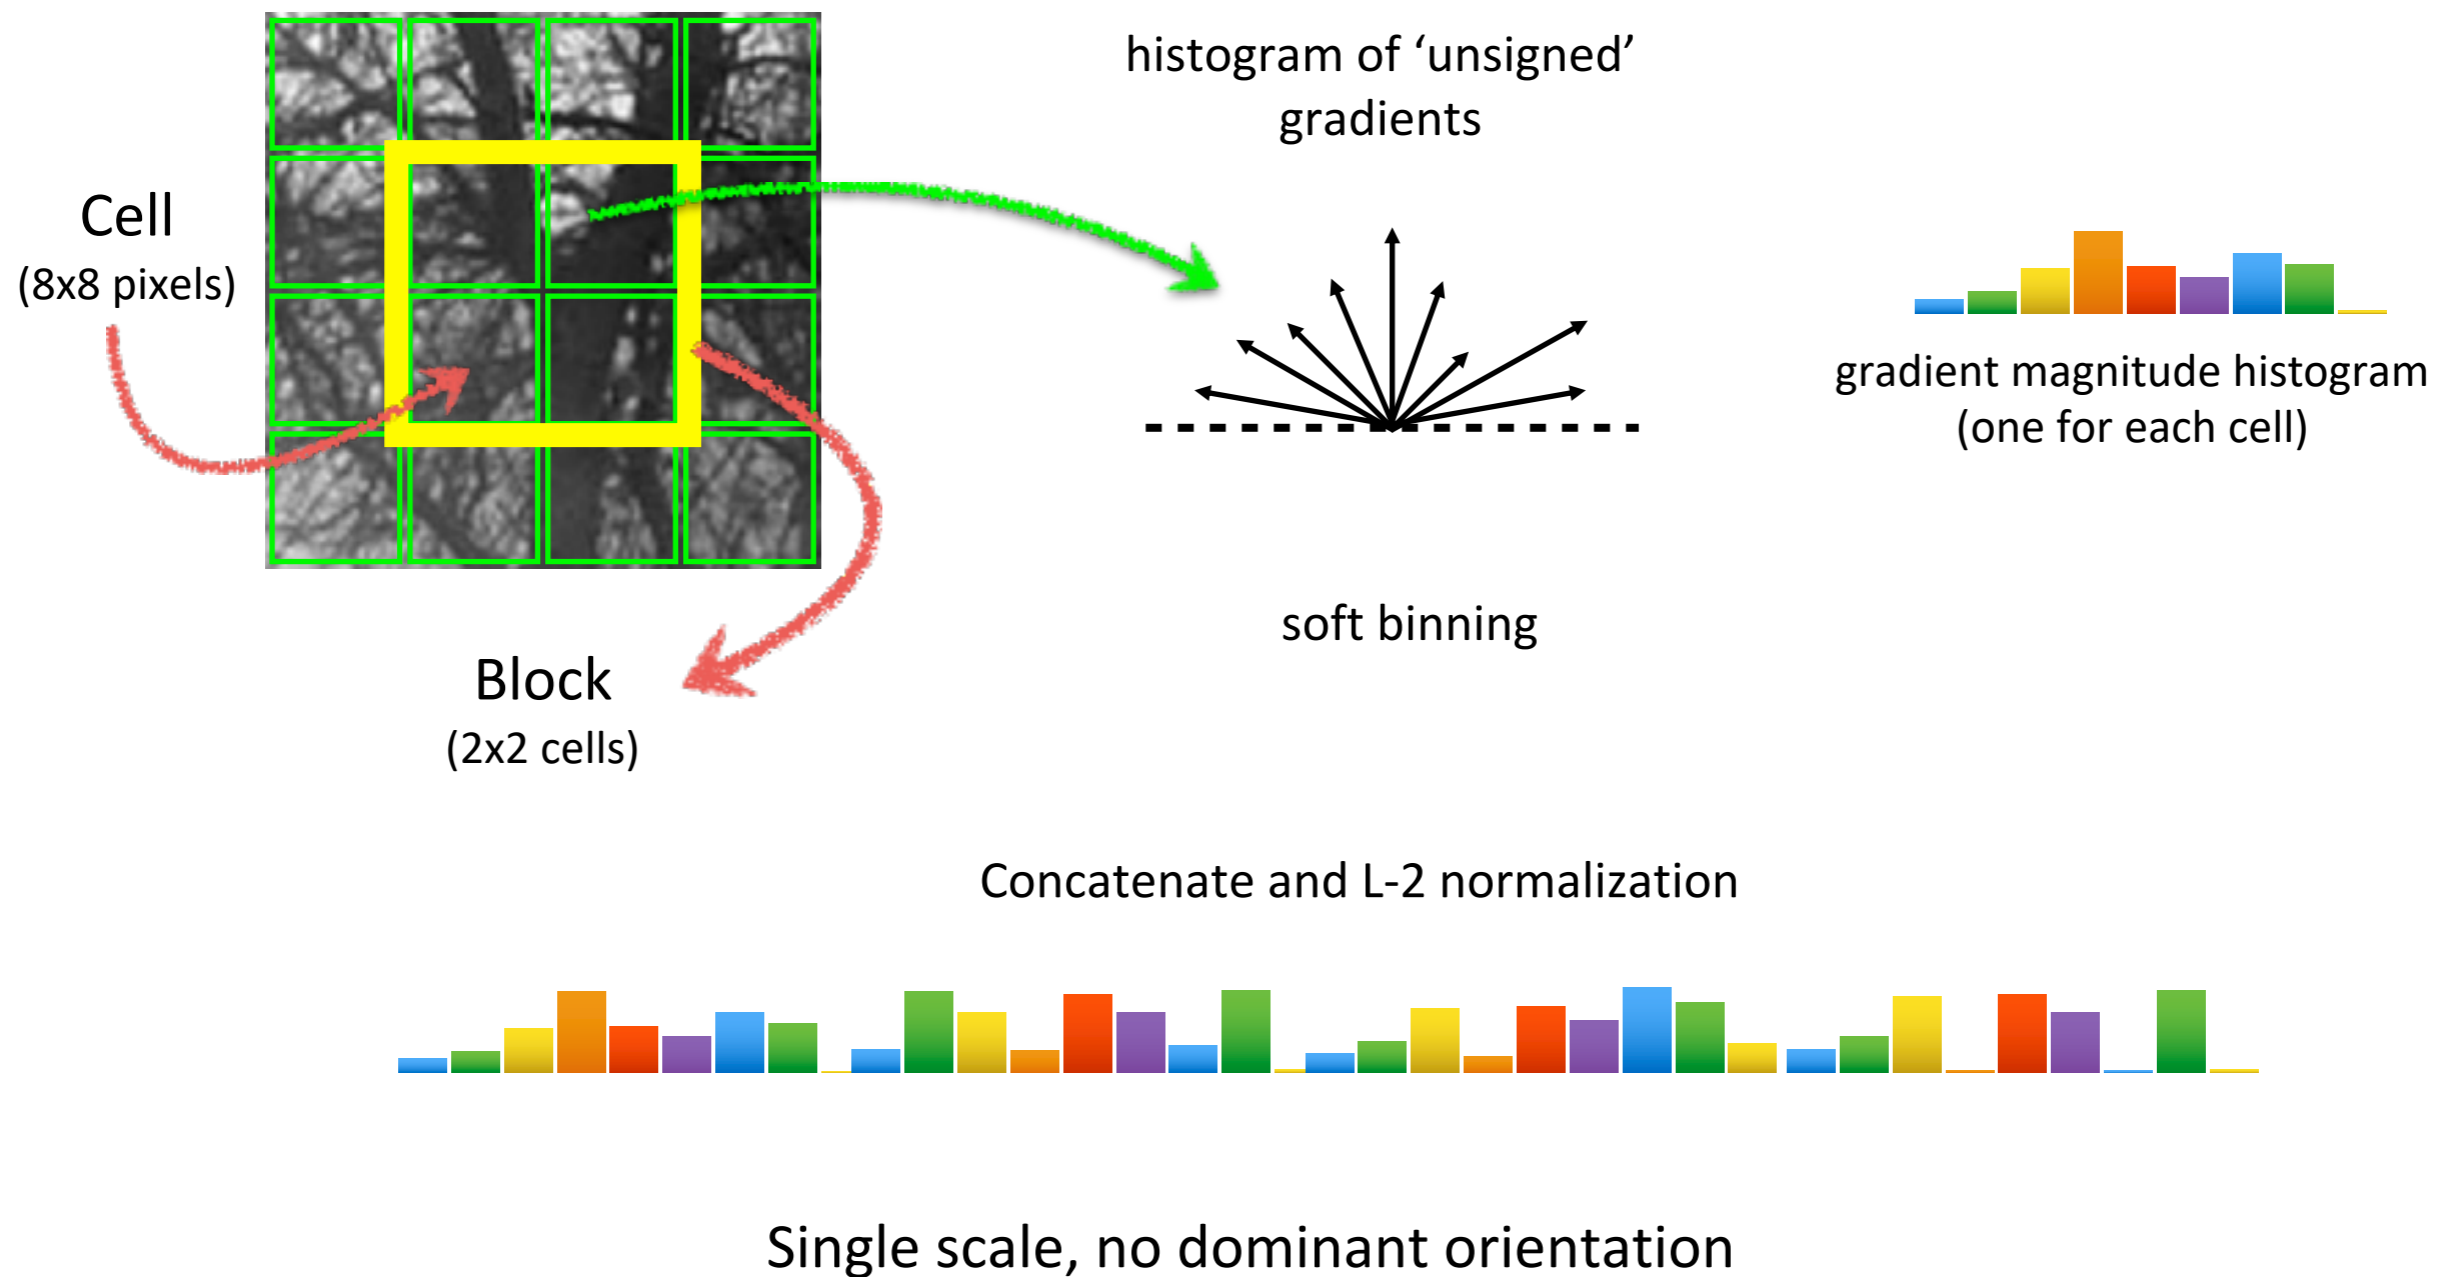 histogram of ‘unsigned’
gradients
Cell
(8x8 pixels)
gradient magnitude histogram
(one for each cell)
soft binning
Block
(2x2 cells)
Concatenate and L-2 normalization
Single scale, no dominant orientation